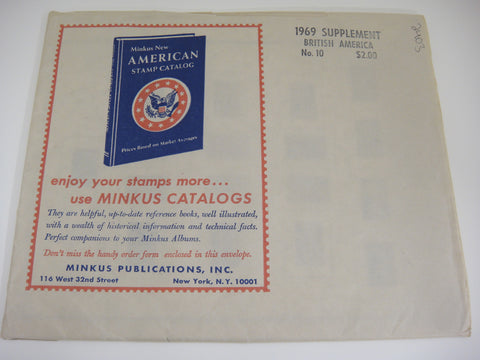 1969 SUPPLEMENT
BRITISH AMERICA
No. 10 $2.00
Minkus New
AMERICAN
STAMP CATALOG
Prices Based on Market Averages
enjoy your stamps more...
use MINKUS CATALOGS
They are helpful, up-to-date reference books, well illustrated,
with a wealth of historical information and technical facts.
Perfect companions to your Minkus Albums.
Don't miss the handy order form enclosed in this envelope.
MINKUS PUBLICATIONS, INC.
116 West 32nd Street New York, N.Y. 10001